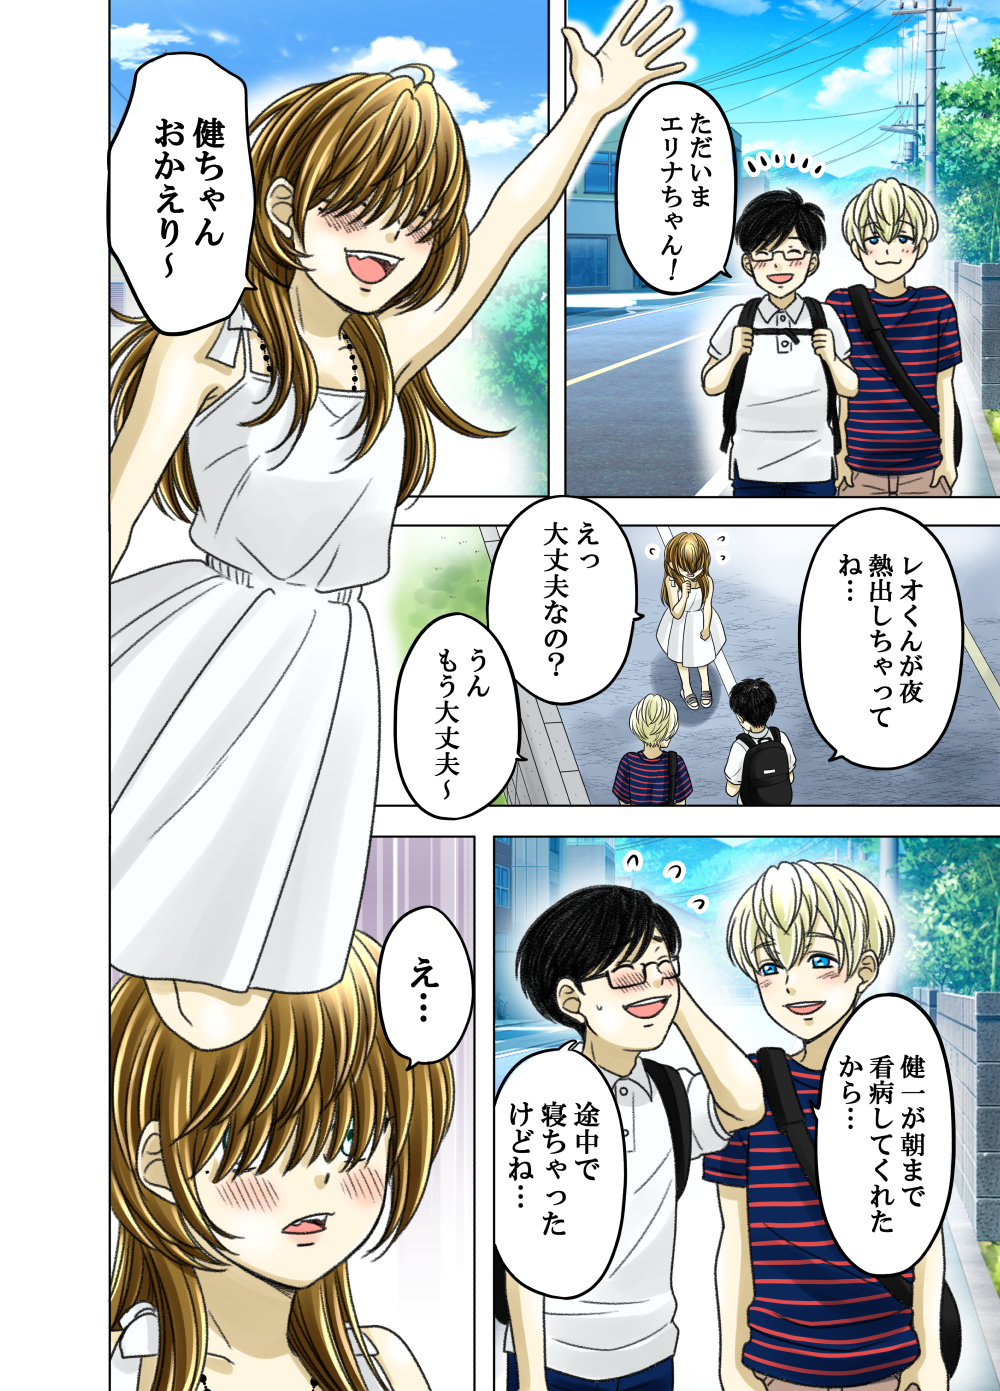 ただいま
エリナちゃん！
健ちゃん
おかえり～
レオくんが夜
熱出しちゃって
ね…
えっ
大丈夫なの？
うん
もう大丈夫～
健一が朝まで
看病してくれた
から…
途中で
寝ちゃった
けどね…
え…